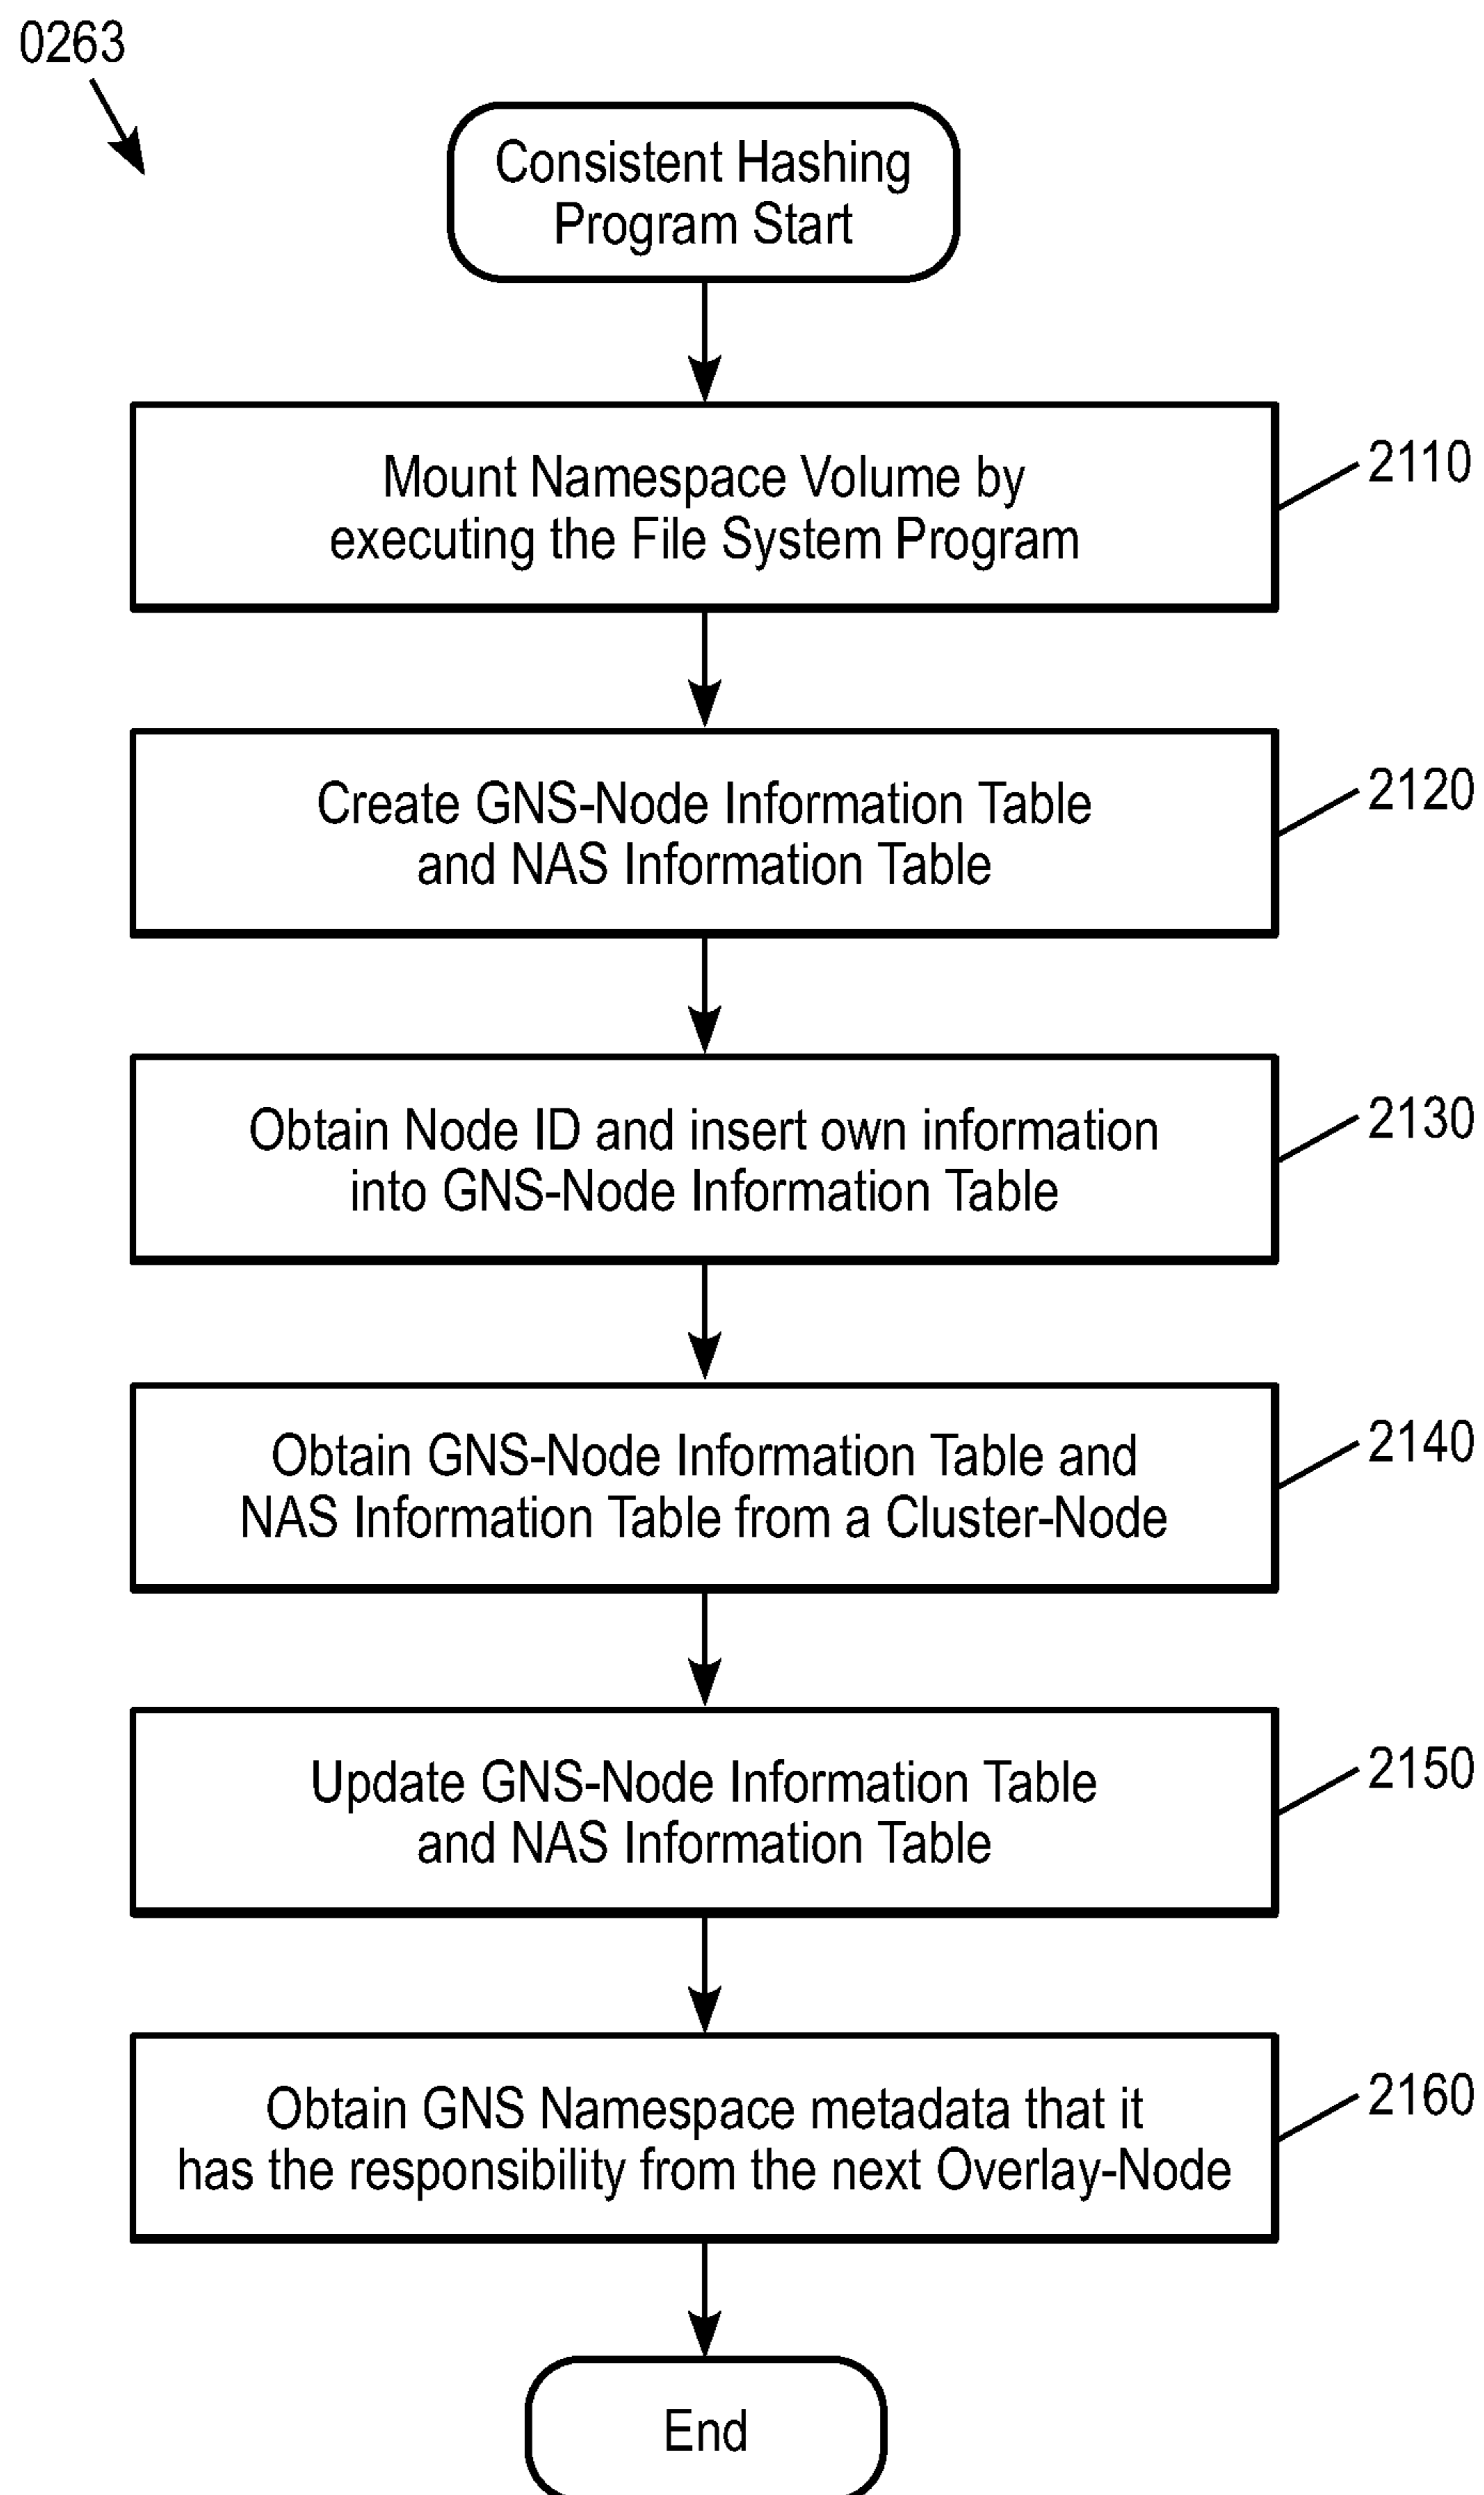 0263
Consistent Hashing
Program Start
Mount Namespace Volume by
executing the File System Program
2110
Create GNS-Node Information Table
and NAS Information Table
2120
Obtain Node ID and insert own information
into GNS-Node Information Table
2130
Obtain GNS-Node Information Table and
NAS Information Table from a Cluster-Node
2140
Update GNS-Node Information Table
and NAS Information Table
2150
Obtain GNS Namespace metadata that it
has the responsibility from the next Overlay-Node
2160
End